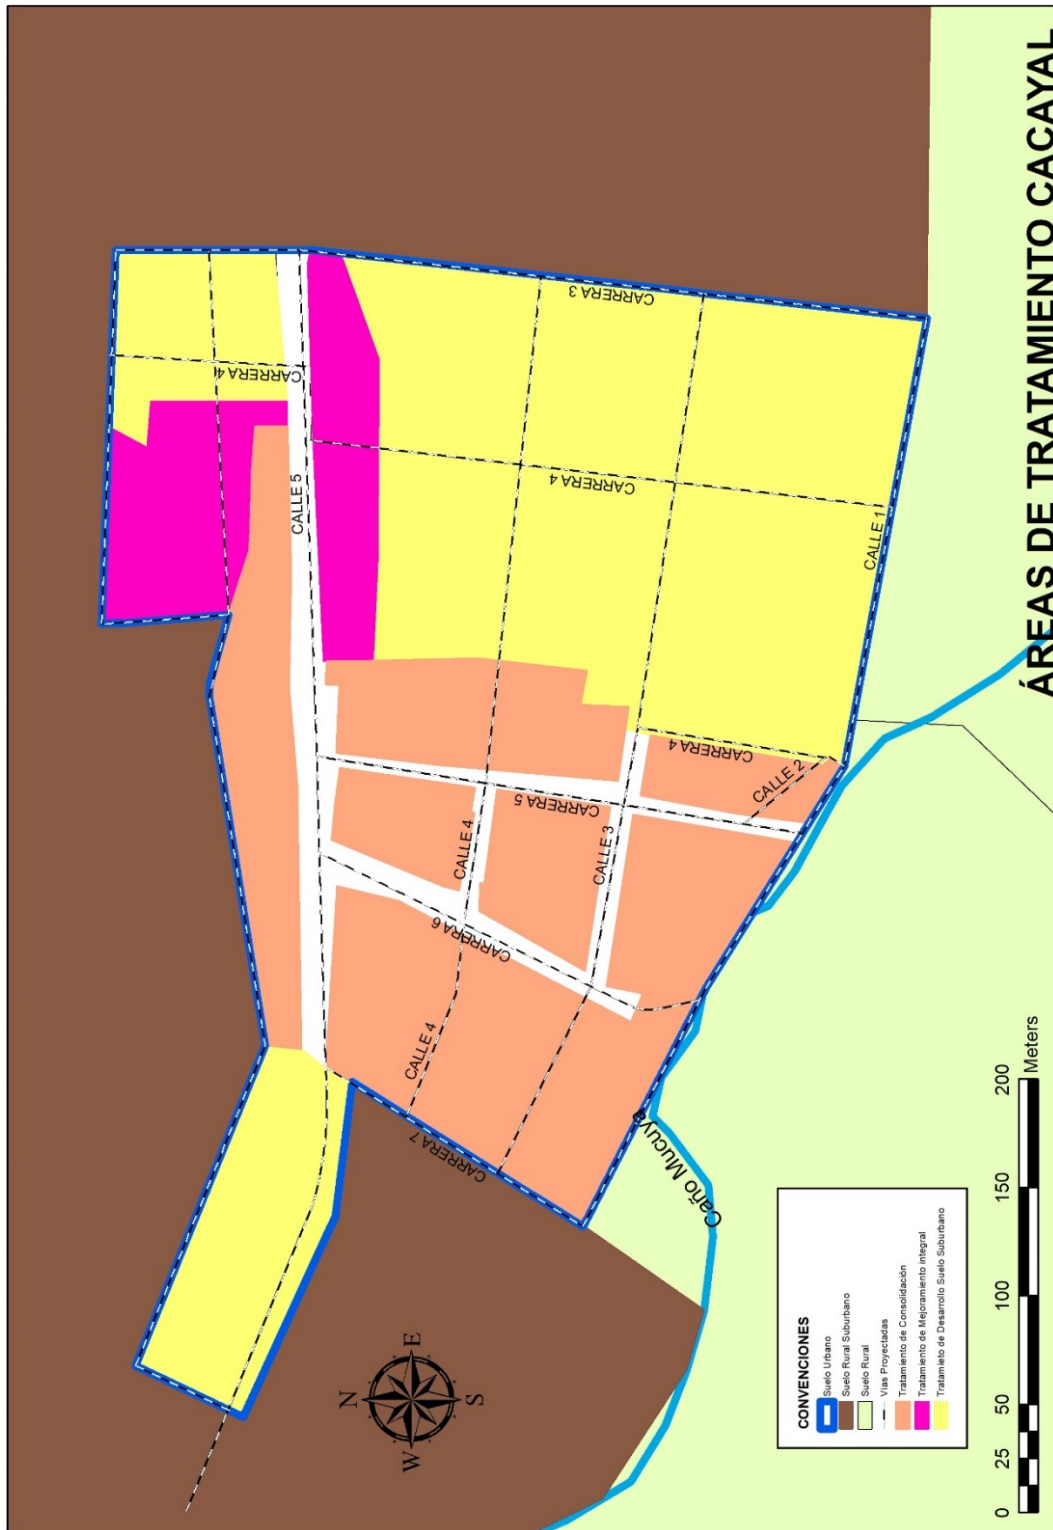 ÁREAS DE TRATAMIENTO CACAYAL
CARRERA 4
CALLE 5
CARRERA 3
CARRERA 4
CALLE 1
CARRERA 4
CALLE 2
CARRERA 5
CALLE 4
CALLE 3
CARRERA 6
CALLE 4
CARRERA 7
Caño Mucuya
N
E
S
W
CONVENCIONES
Suelo Urbano
Suelo Rural Suburbano
Suelo Rural
Vías Proyectadas
Tratamiento de Consolidación
Tratamiento de Mejoramiento integral
Tratamieto de Desarrollo Suelo Suburbano
0 25 50 100 150 200
Meters